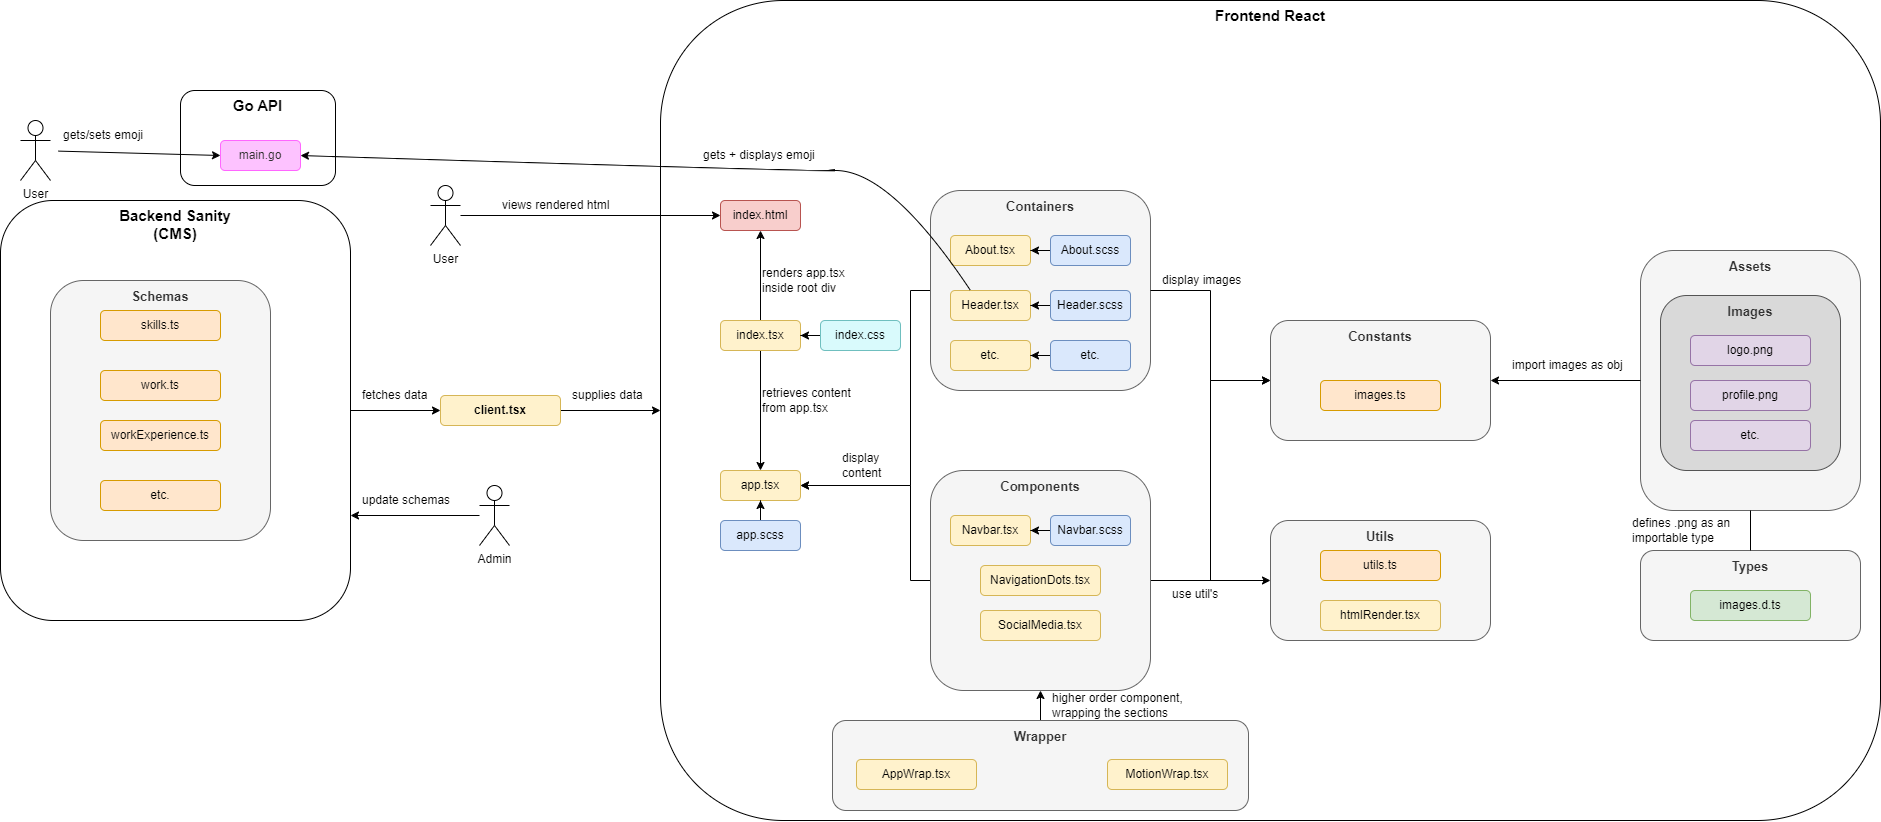 Frontend React
Go API
main.go
gets/sets emoji
User
gets + displays emoji
Backend Sanity
(CMS)
Schemas
skills.ts
work.ts
workExperience.ts
etc.
fetches data
client.tsx
supplies data
update schemas
Admin
User
views rendered html
index.html
renders app.tsx
inside root div
index.tsx
index.css
retrieves content
from app.tsx
app.tsx
app.scss
display
content
Containers
About.tsx
About.scss
Header.tsx
Header.scss
etc.
etc.
Components
Navbar.tsx
Navbar.scss
NavigationDots.tsx
SocialMedia.tsx
higher order component,
wrapping the sections
Wrapper
AppWrap.tsx
MotionWrap.tsx
display images
use util's
Constants
images.ts
Utils
utils.ts
htmlRender.tsx
import images as obj
Assets
Images
logo.png
profile.png
etc.
defines .png as an
importable type
Types
images.d.ts